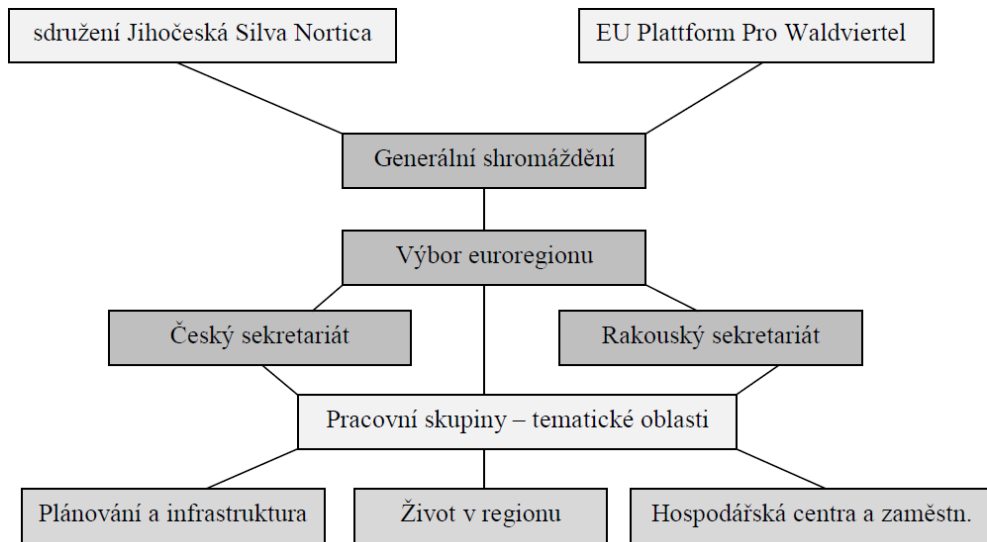 sdružení Jihočeská Silva Nortica
EU Plattform Pro Waldviertel
Generální shromáždění
Výbor euroregionu
Český sekretariát
Rakouský sekretariát
Pracovní skupiny – tematické oblasti
Plánování a infrastruktura
Život v regionu
Hospodářská centra a zaměstn.